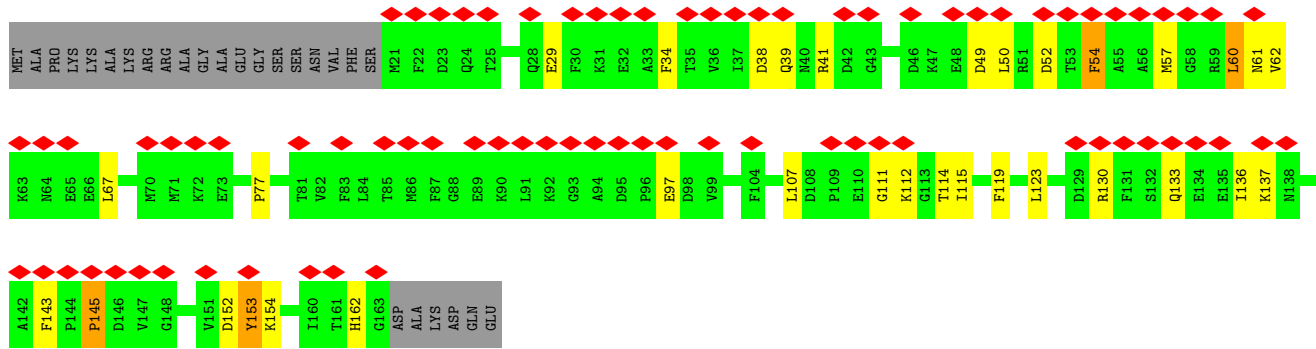 MET ALA PRO LYS LYS ALA LYS ARG ARG ALA GLY ALA GLU GLY SER SER ASN VAL PHE SER M21 F22 D23 Q24 T25 Q28 E29 F30 K31 E32 A33 F34 T35 V36 I37 D38 Q39 N40 R41 D42 G43 D46 K47 E48 D49 L50 R51 D52 T53 F54 A55 A56 M57 G58 R59 L60 N61 V62
K63 N64 E65 E66 L67 M70 M71 K72 E73 P77 T81 V82 F83 L84 T85 M86 F87 G88 E89 K90 L91 K92 G93 A94 D95 P96 E97 D98 V99 F104 L107 D108 P109 E110 G111 K112 G113 T114 I115 F119 L123 D129 R130 F131 S132 Q133 E134 E135 I136 K137 N138
A142 F143 P144 P145 D146 V147 G148 V151 D152 Y153 K154 I160 T161 H162 G163 ASP ALA LYS ASP GLN GLU